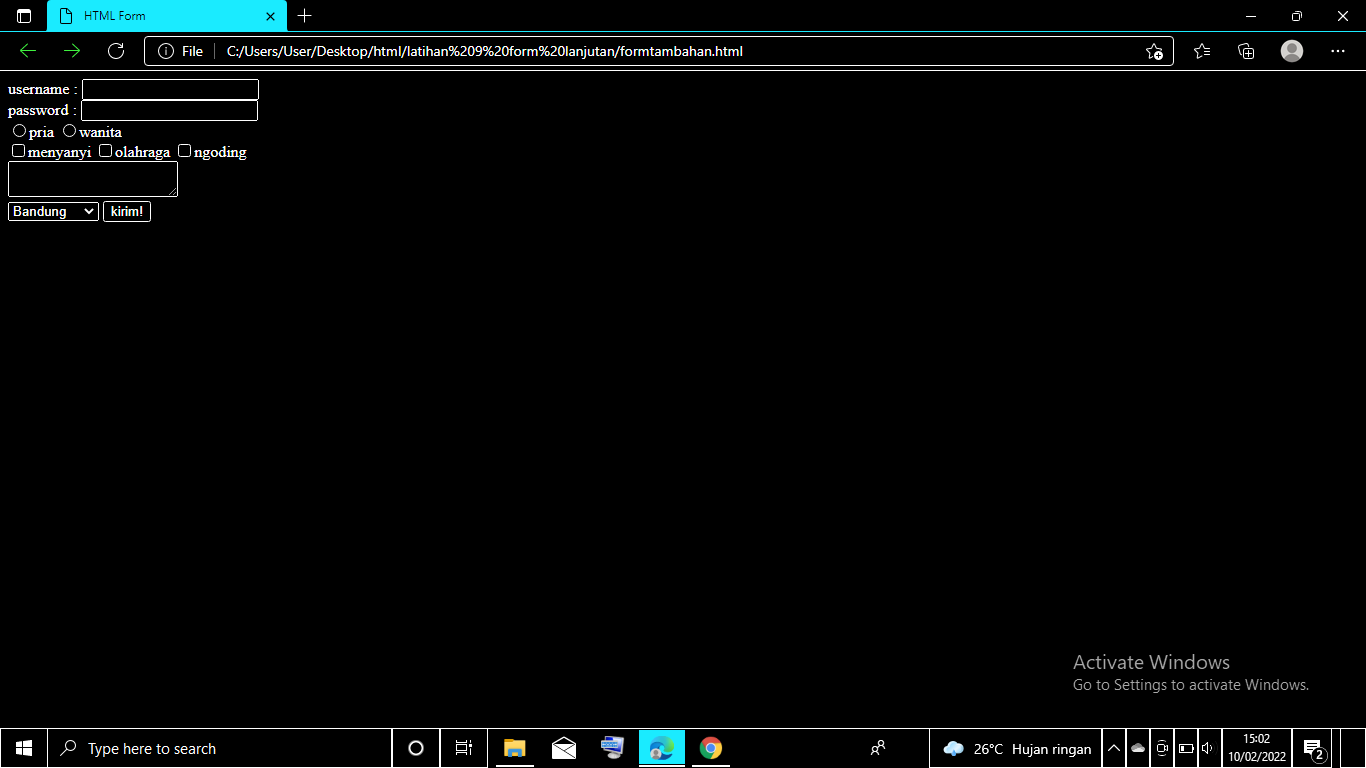 HTML Form
File C:/Users/User/Desktop/html/latihan%209%20form%20lanjutan/formtambahan.html
username :
password :
pria wanita
menyanyi olahraga ngoding
Bandung kirim!
Activate Windows
Go to Settings to activate Windows.
Type here to search
26°C Hujan ringan
15:02
10/02/2022
2